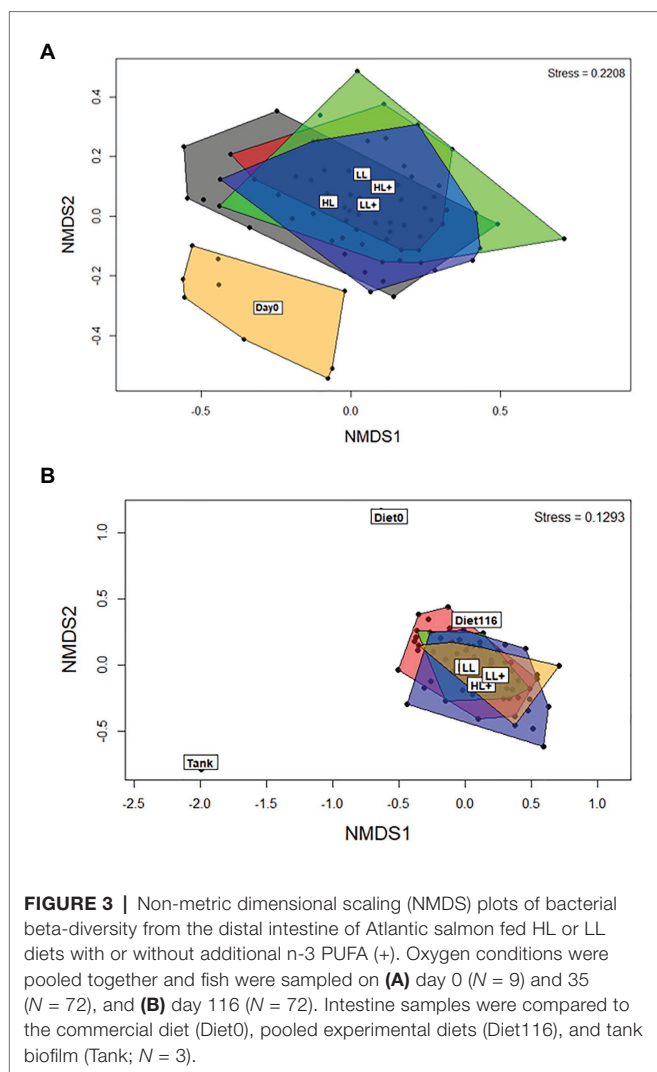 A
Stress = 0.2208
0.4
0.2
0.0
-0.2
-0.4
NMDS2
LL
HL+
HL
LL+
Day0
-0.5
0.0
0.5
NMDS1
B
Stress = 0.1293
Diet0
1.0
0.5
0.0
-0.5
NMDS2
Diet116
LL
LL+
HL+
Tank
-2.5
-2.0
-1.5
-1.0
-0.5
0.0
0.5
1.0
NMDS1
FIGURE 3 | Non-metric dimensional scaling (NMDS) plots of bacterial
beta-diversity from the distal intestine of Atlantic salmon fed HL or LL
diets with or without additional n-3 PUFA (+). Oxygen conditions were
pooled together and fish were sampled on (A) day 0 (N = 9) and 35
(N = 72), and (B) day 116 (N = 72). Intestine samples were compared to
the commercial diet (Diet0), pooled experimental diets (Diet116), and tank
biofilm (Tank; N = 3).